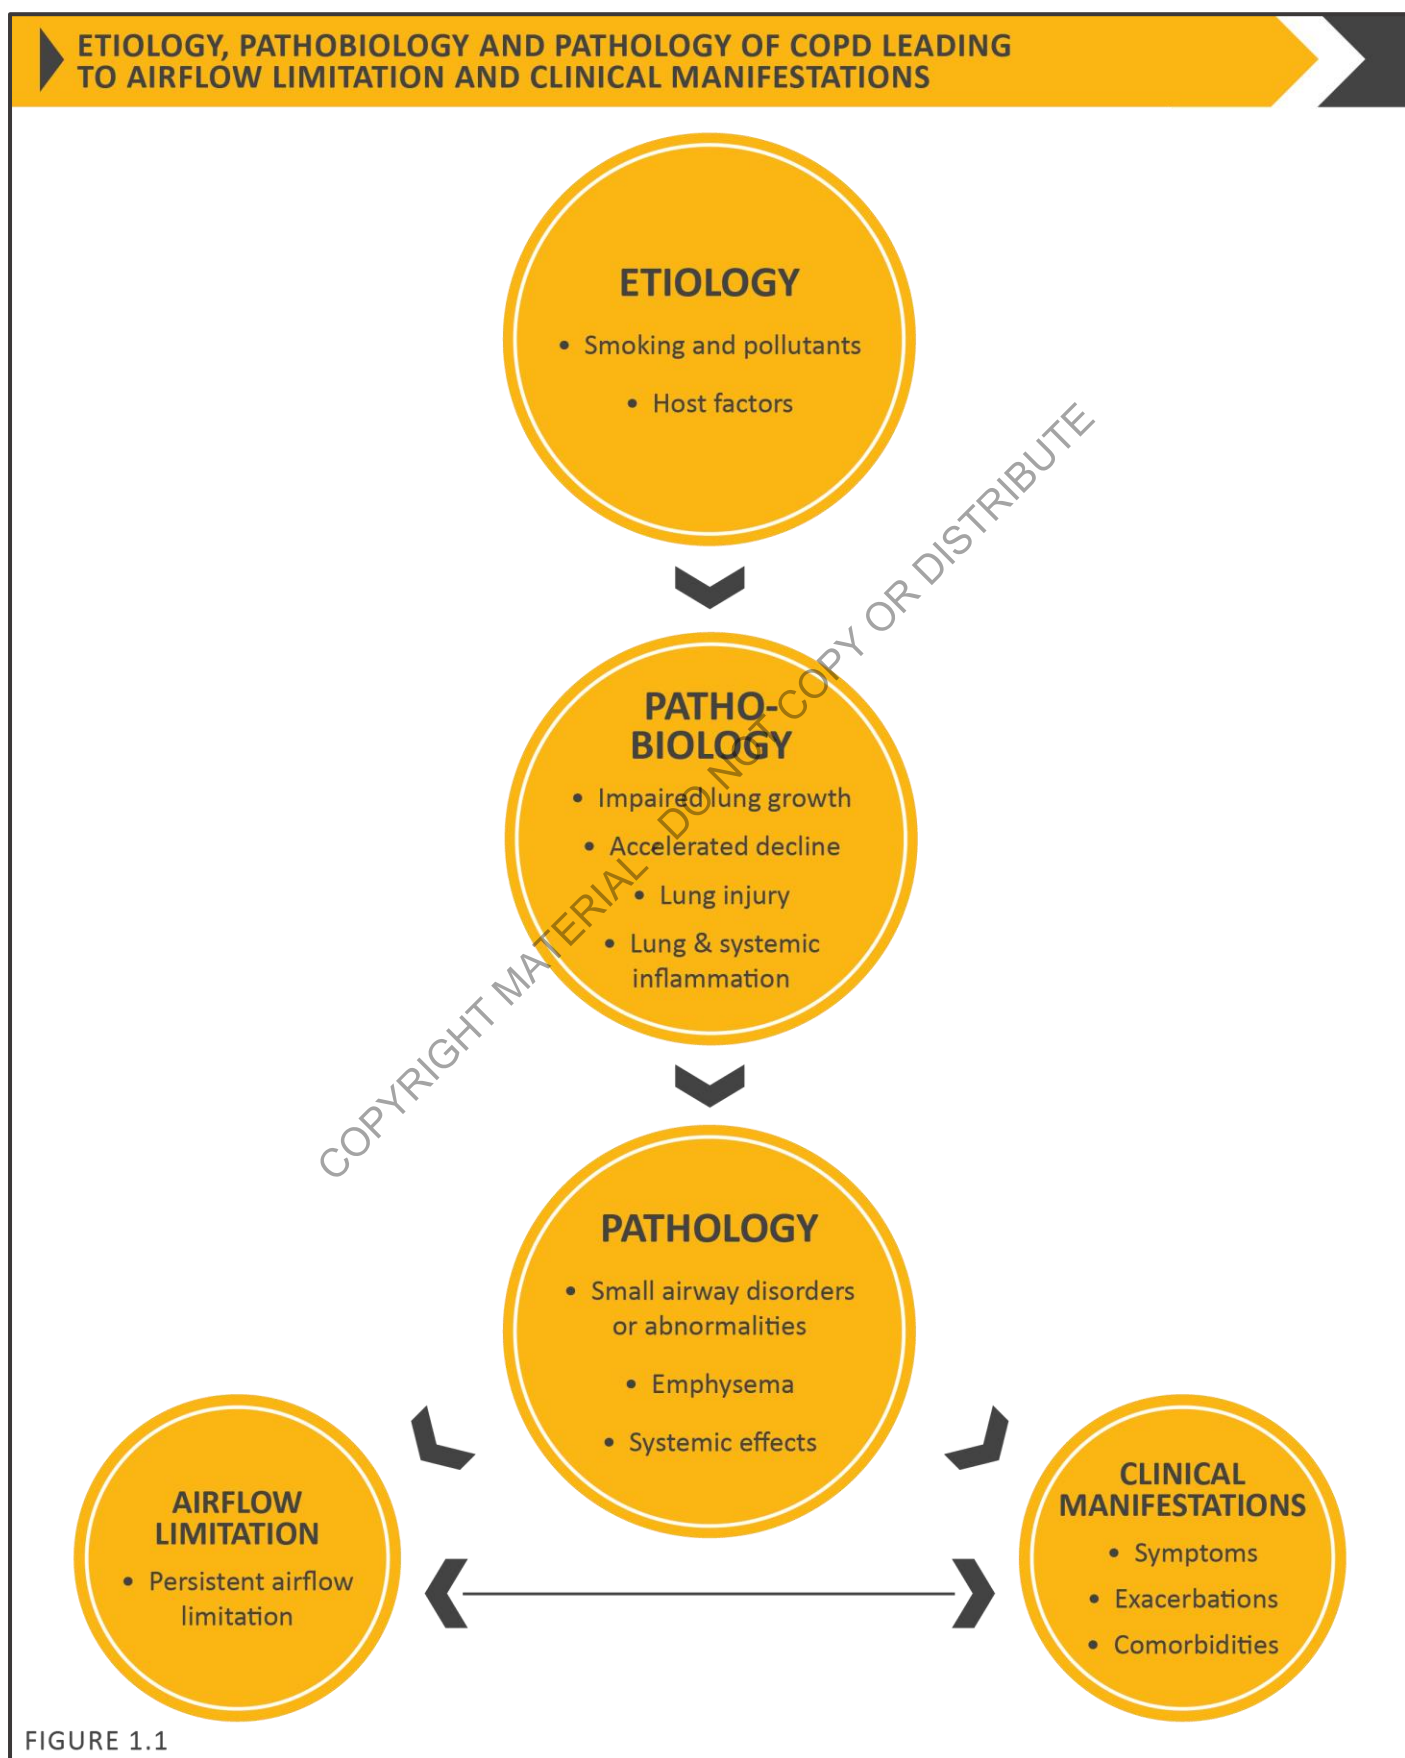 ETIOLOGY, PATHOBIOLOGY AND PATHOLOGY OF COPD LEADING
TO AIRFLOW LIMITATION AND CLINICAL MANIFESTATIONS
ETIOLOGY
• Smoking and pollutants
• Host factors
PATHO-
BIOLOGY
• Impaired lung growth
• Accelerated decline
• Lung injury
• Lung & systemic
inflammation
PATHOLOGY
• Small airway disorders
or abnormalities
• Emphysema
• Systemic effects
AIRFLOW
LIMITATION
• Persistent airflow
limitation
CLINICAL
MANIFESTATIONS
• Symptoms
• Exacerbations
• Comorbidities
FIGURE 1.1
COPYRIGHT MATERIAL - DO NOT COPY OR DISTRIBUTE